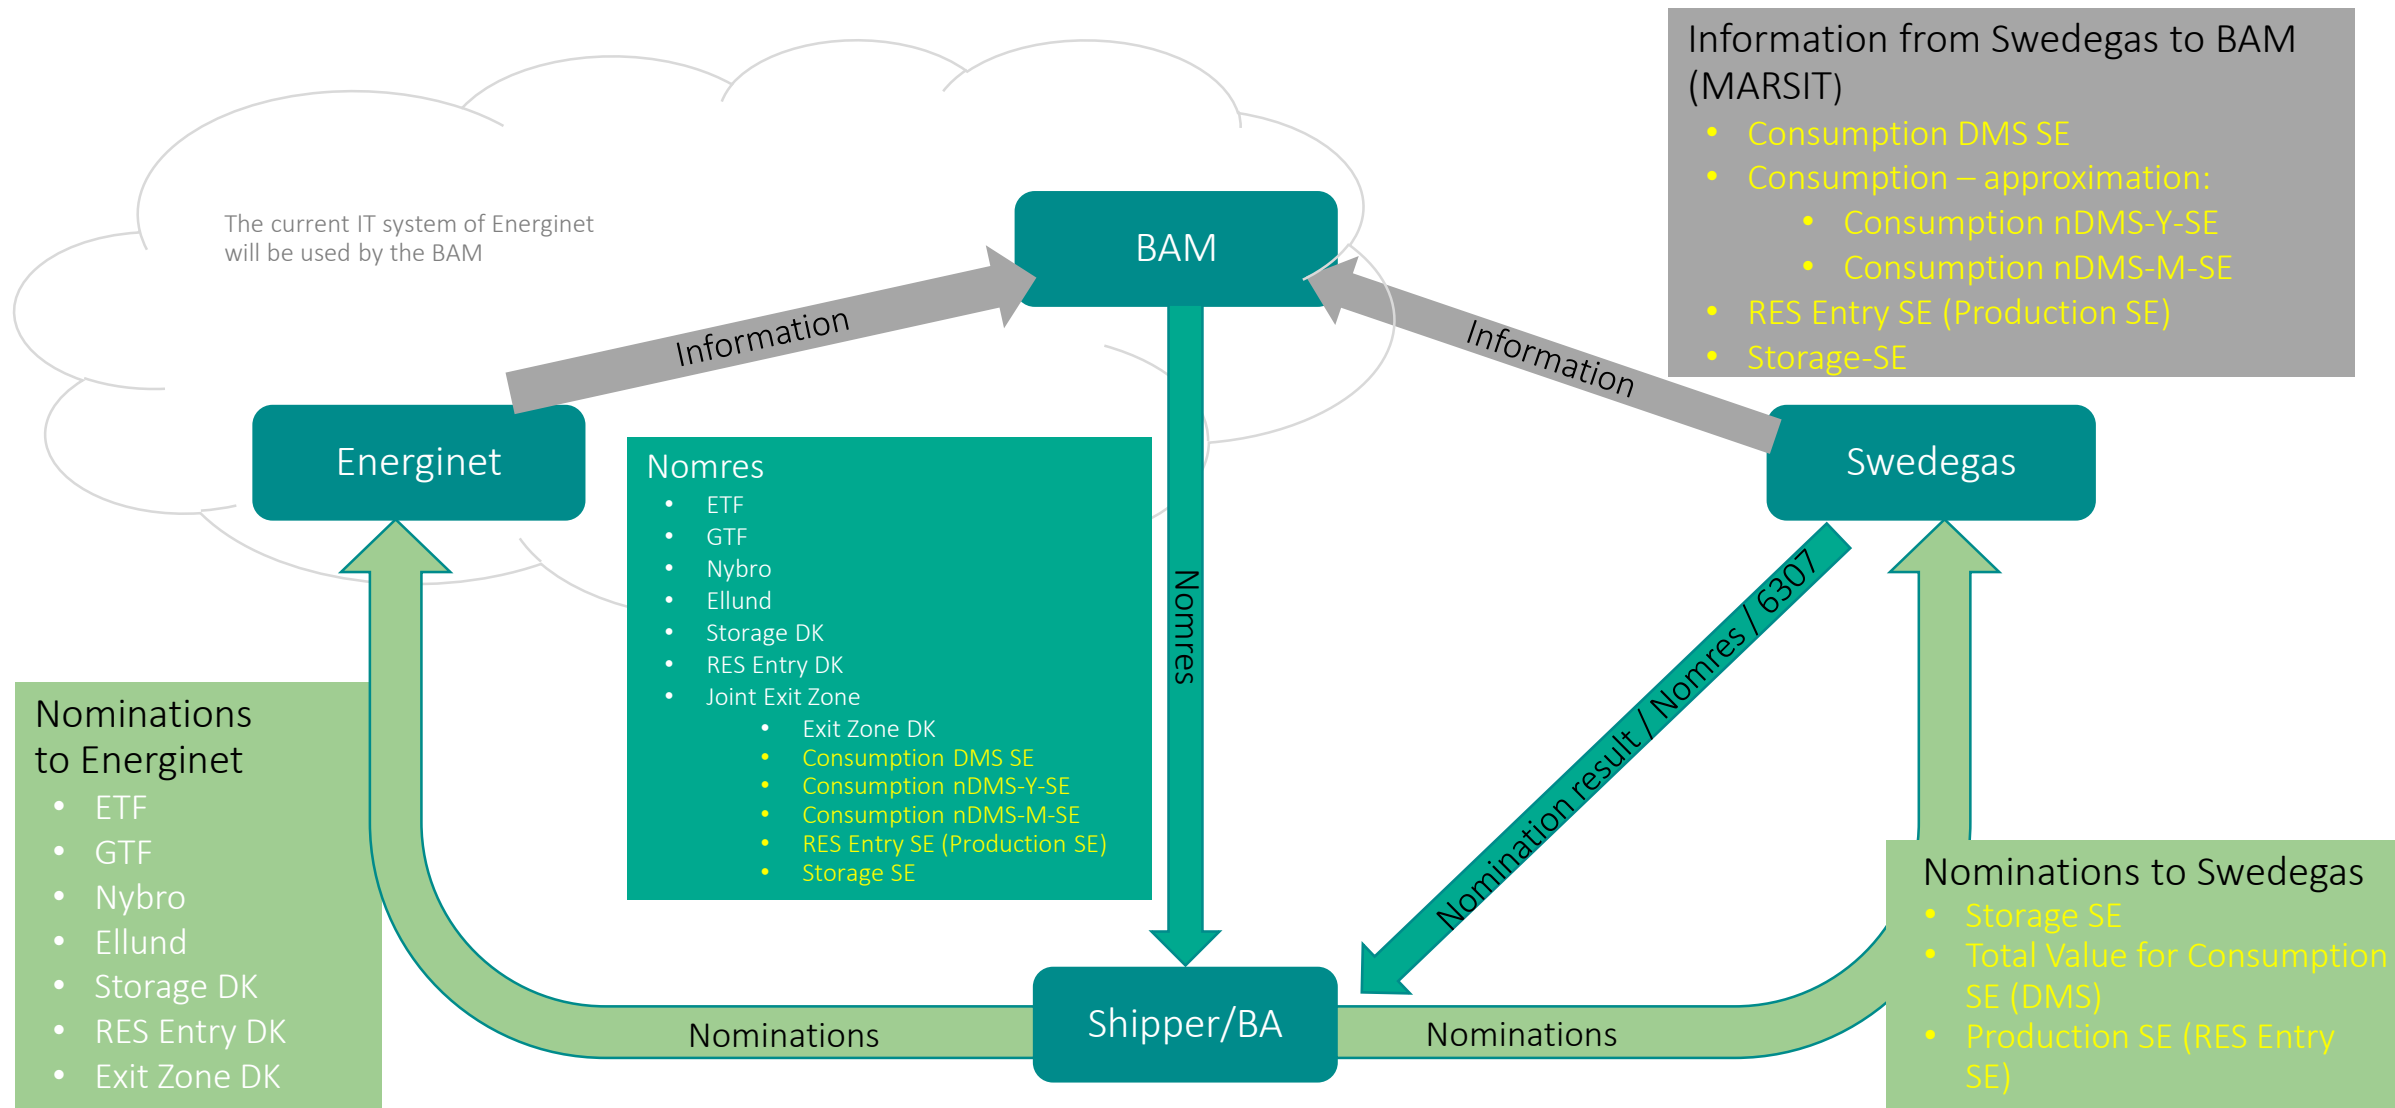 Information from Swedegas to BAM
(MARSIT)
• Consumption DMS SE
• Consumption – approximation:
• Consumption nDMS-Y-SE
• Consumption nDMS-M-SE
• RES Entry SE (Production SE)
• Storage-SE
The current IT system of Energinet
will be used by the BAM
BAM
Information
Information
Energinet
Swedegas
Nomres
• ETF
• GTF
• Nybro
• Ellund
• Storage DK
• RES Entry DK
• Joint Exit Zone
• Exit Zone DK
• Consumption DMS SE
• Consumption nDMS-Y-SE
• Consumption nDMS-M-SE
• RES Entry SE (Production SE)
• Storage SE
Nomres
Nomination result / Nomres / 6307
Nominations
to Energinet
• ETF
• GTF
• Nybro
• Ellund
• Storage DK
• RES Entry DK
• Exit Zone DK
Nominations to Swedegas
• Storage SE
• Total Value for Consumption
SE (DMS)
• Production SE (RES Entry
SE)
Nominations
Shipper/BA
Nominations